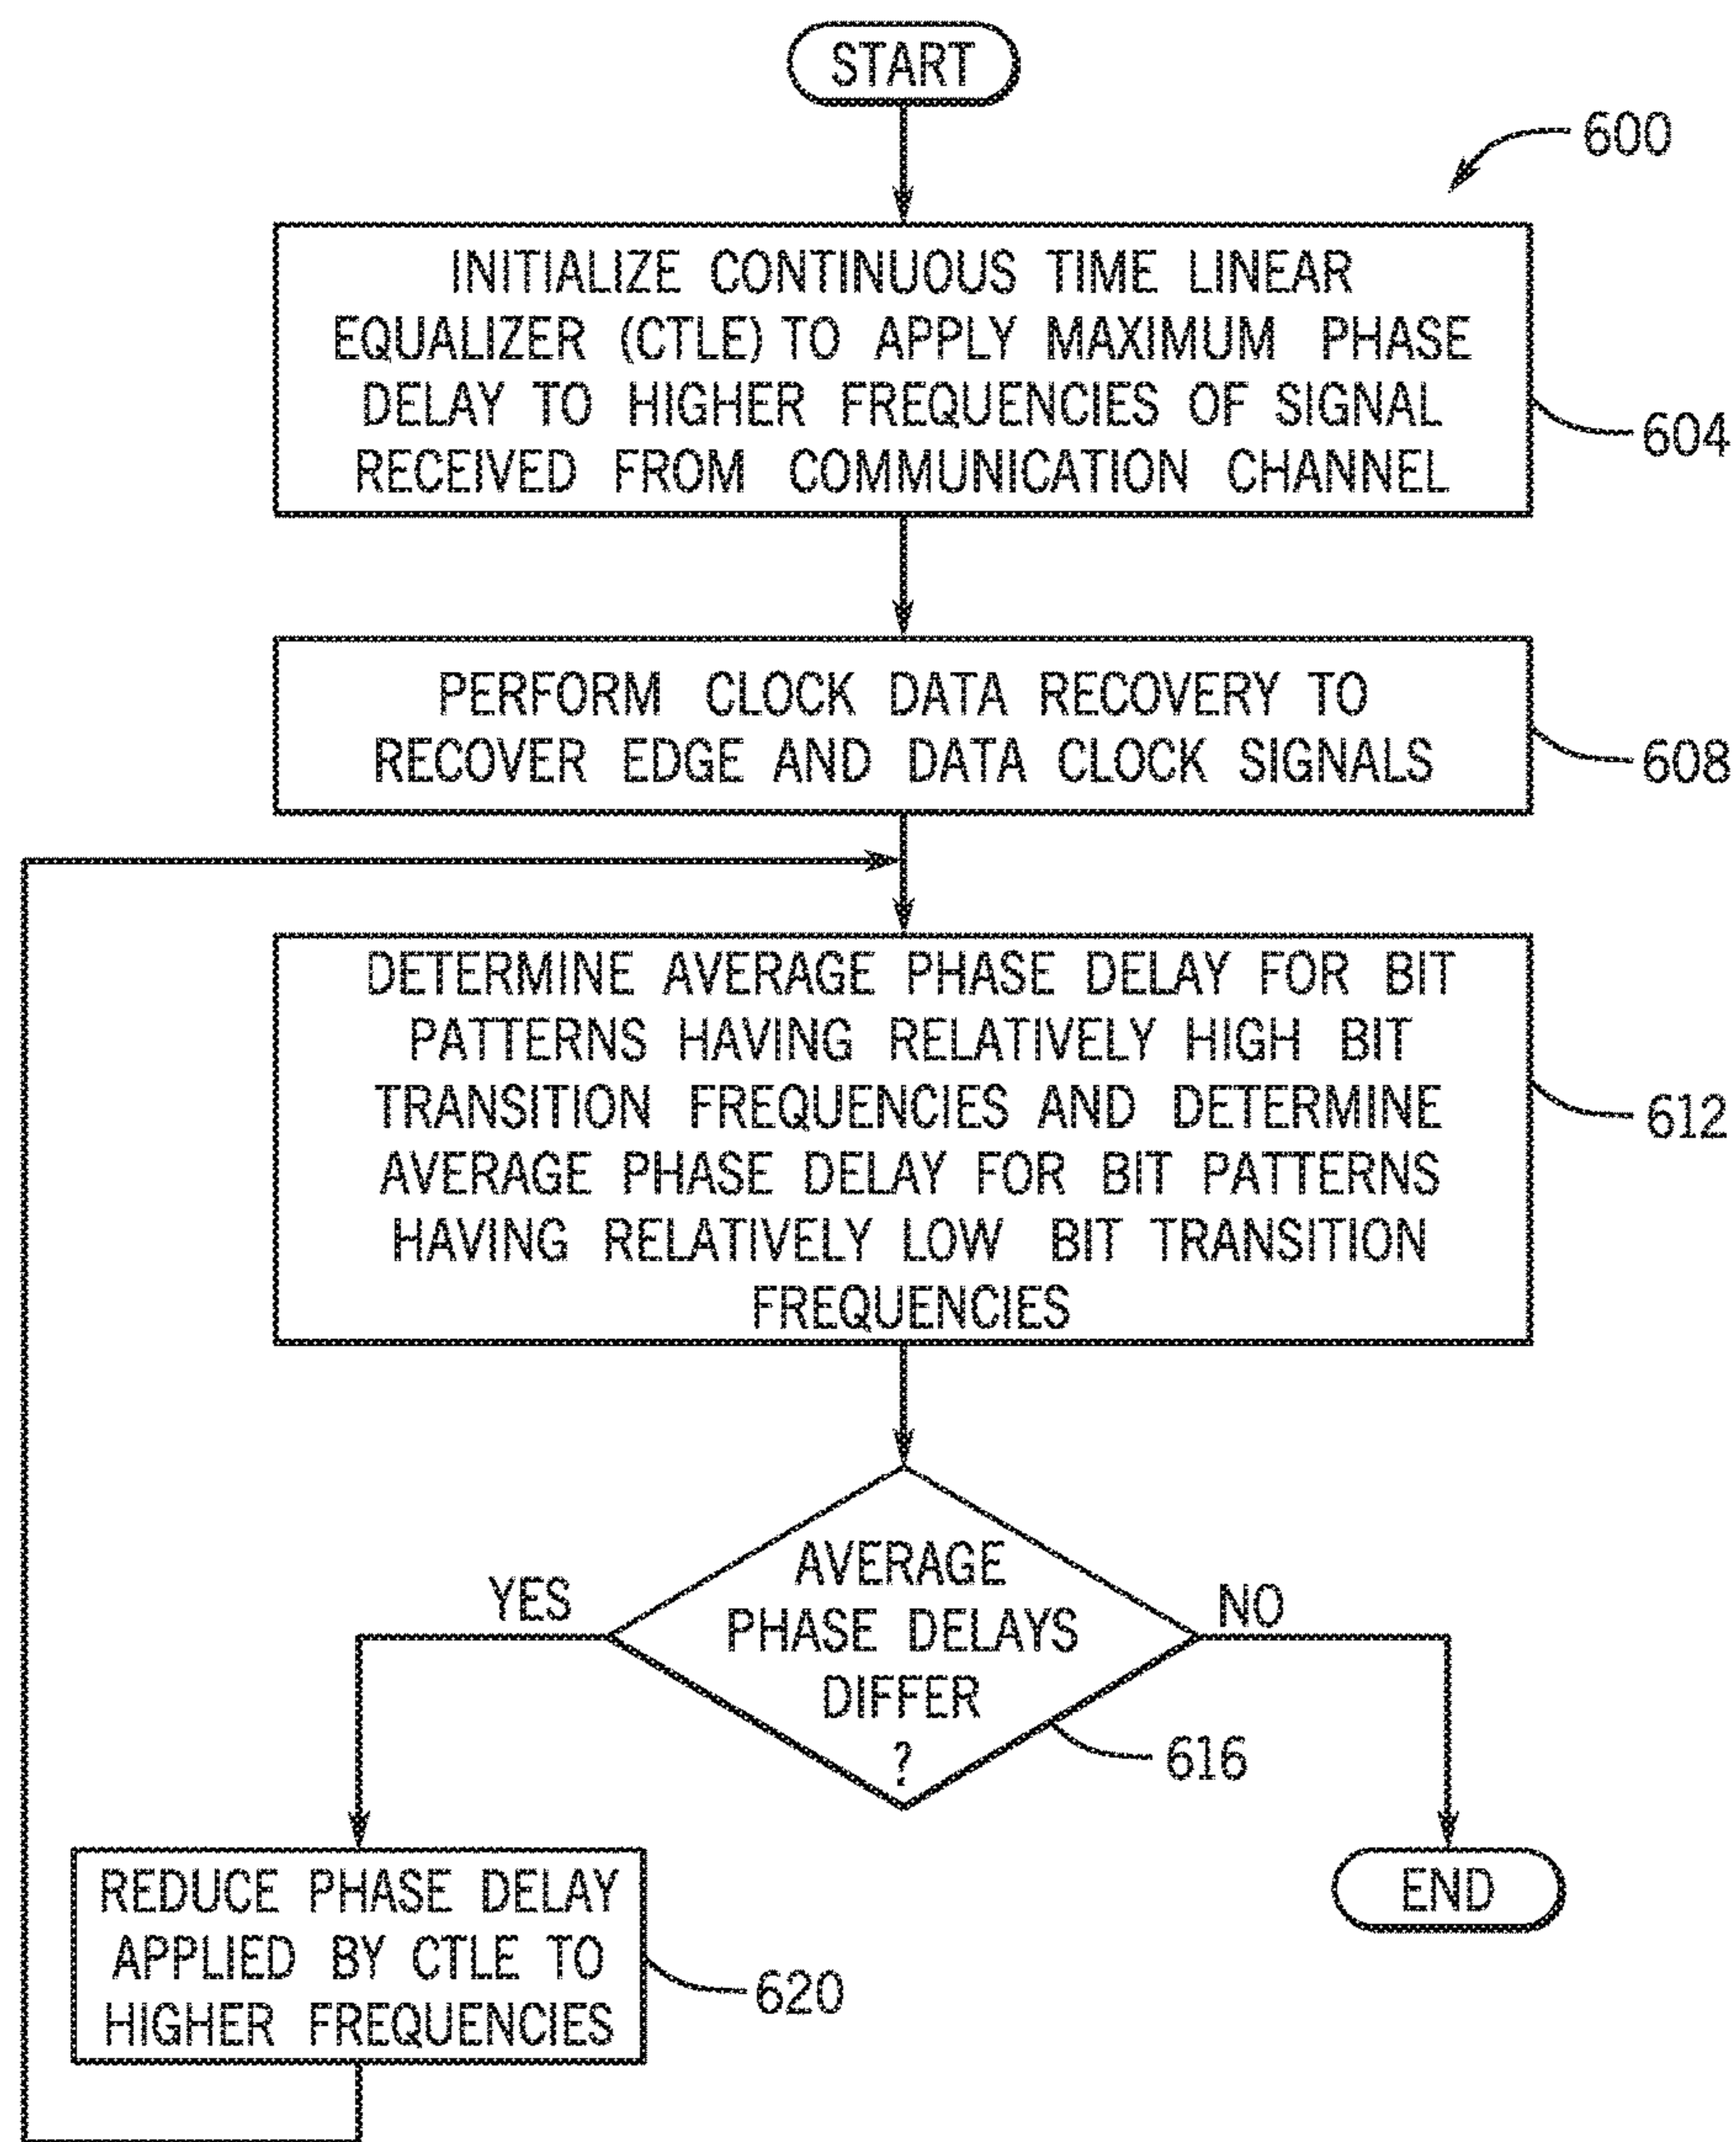 START
600
INITIALIZE CONTINUOUS TIME LINEAR
EQUALIZER (CTLE) TO APPLY MAXIMUM PHASE
DELAY TO HIGHER FREQUENCIES OF SIGNAL
RECEIVED FROM COMMUNICATION CHANNEL
604
PERFORM CLOCK DATA RECOVERY TO
RECOVER EDGE AND DATA CLOCK SIGNALS
608
DETERMINE AVERAGE PHASE DELAY FOR BIT
PATTERNS HAVING RELATIVELY HIGH BIT
TRANSITION FREQUENCIES AND DETERMINE
AVERAGE PHASE DELAY FOR BIT PATTERNS
HAVING RELATIVELY LOW BIT TRANSITION
FREQUENCIES
612
AVERAGE
PHASE DELAYS
DIFFER
?
616
YES
NO
REDUCE PHASE DELAY
APPLIED BY CTLE TO
HIGHER FREQUENCIES
620
END